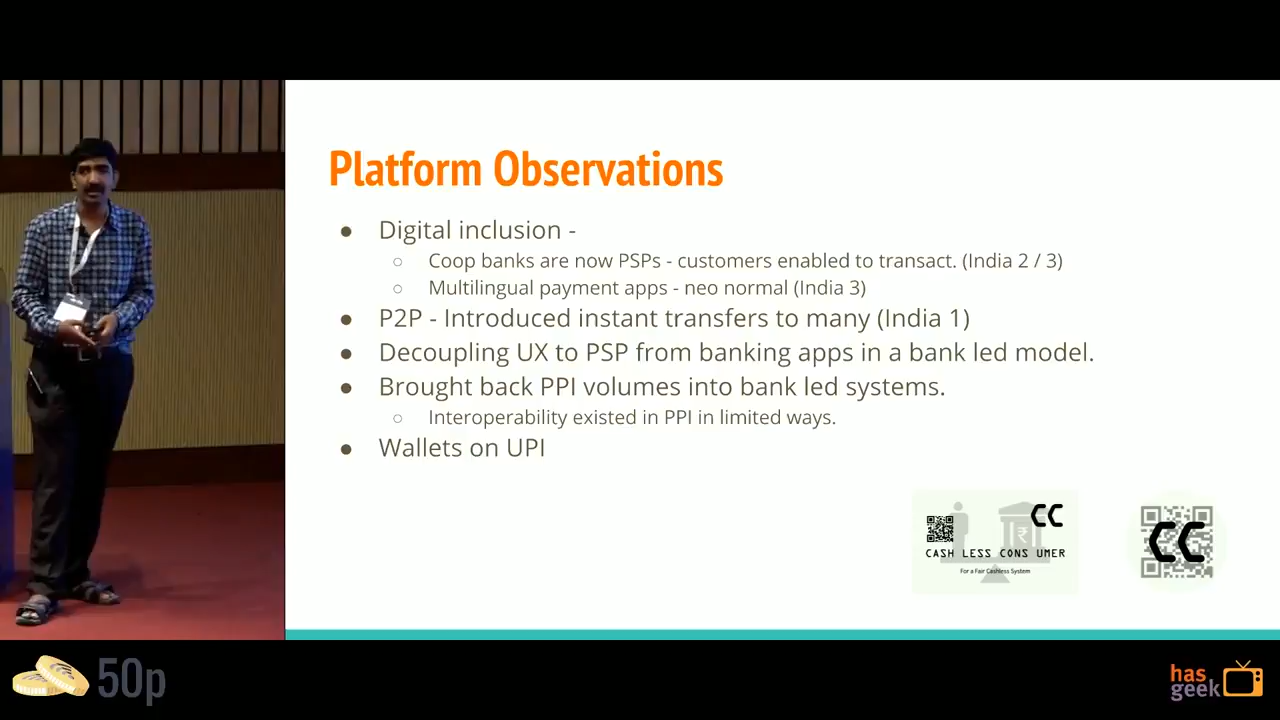 Platform Observations
● Digital inclusion -
○ Coop banks are now PSPs - customers enabled to transact. (India 2 / 3)
○ Multilingual payment apps - neo normal (India 3)
● P2P - Introduced instant transfers to many (India 1)
● Decoupling UX to PSP from banking apps in a bank led model.
● Brought back PPI volumes into bank led systems.
○ Interoperability existed in PPI in limited ways.
● Wallets on UPI
CC
₹
CASH LESS CONS UMER
For a Fair Cashless System
CC
50p
has
geek